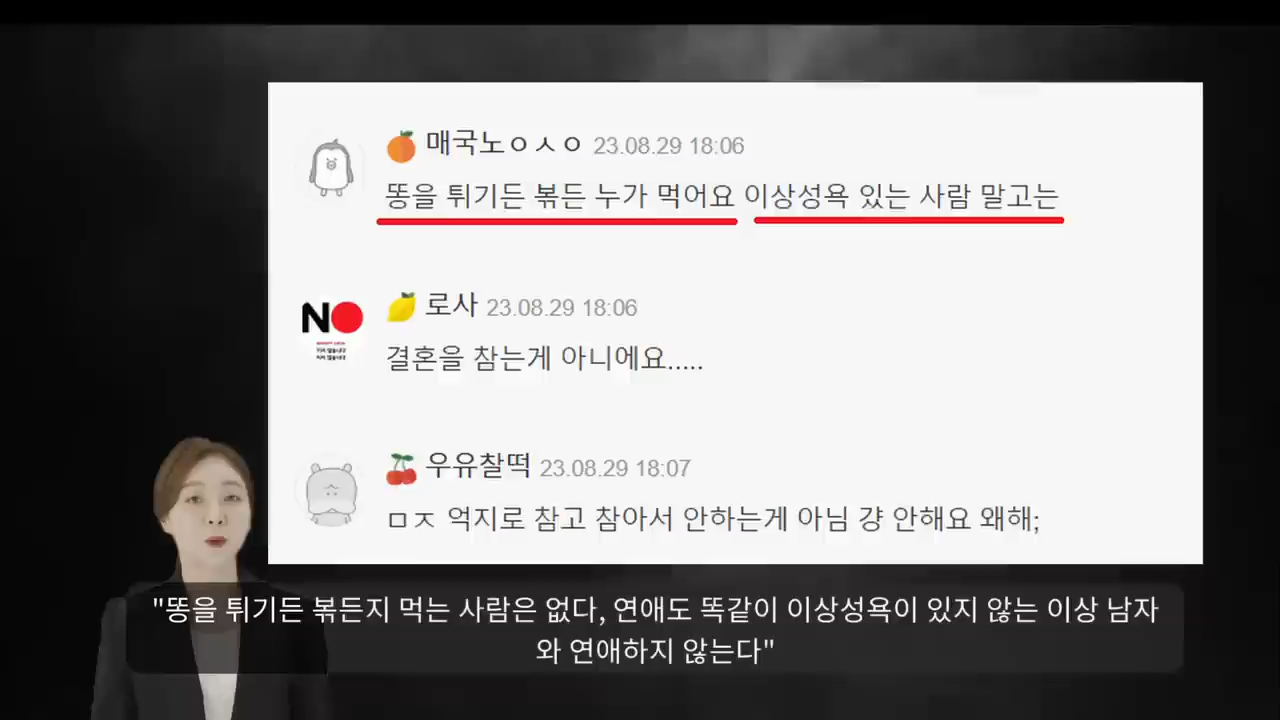 매국노ㅇㅅㅇ 23.08.29 18:06
똥을 튀기든 볶든 누가 먹어요 이상성욕 있는 사람 말고는
NO
로사 23.08.29 18:06
결혼을 참는게 아니에요.....
우유찰떡 23.08.29 18:07
ㅁㅈ 억지로 참고 참아서 안하는게 아님 걍 안해요 왜해;
"똥을 튀기든 볶든지 먹는 사람은 없다, 연애도 똑같이 이상성욕이 있지 않는 이상 남자
와 연애하지 않는다"